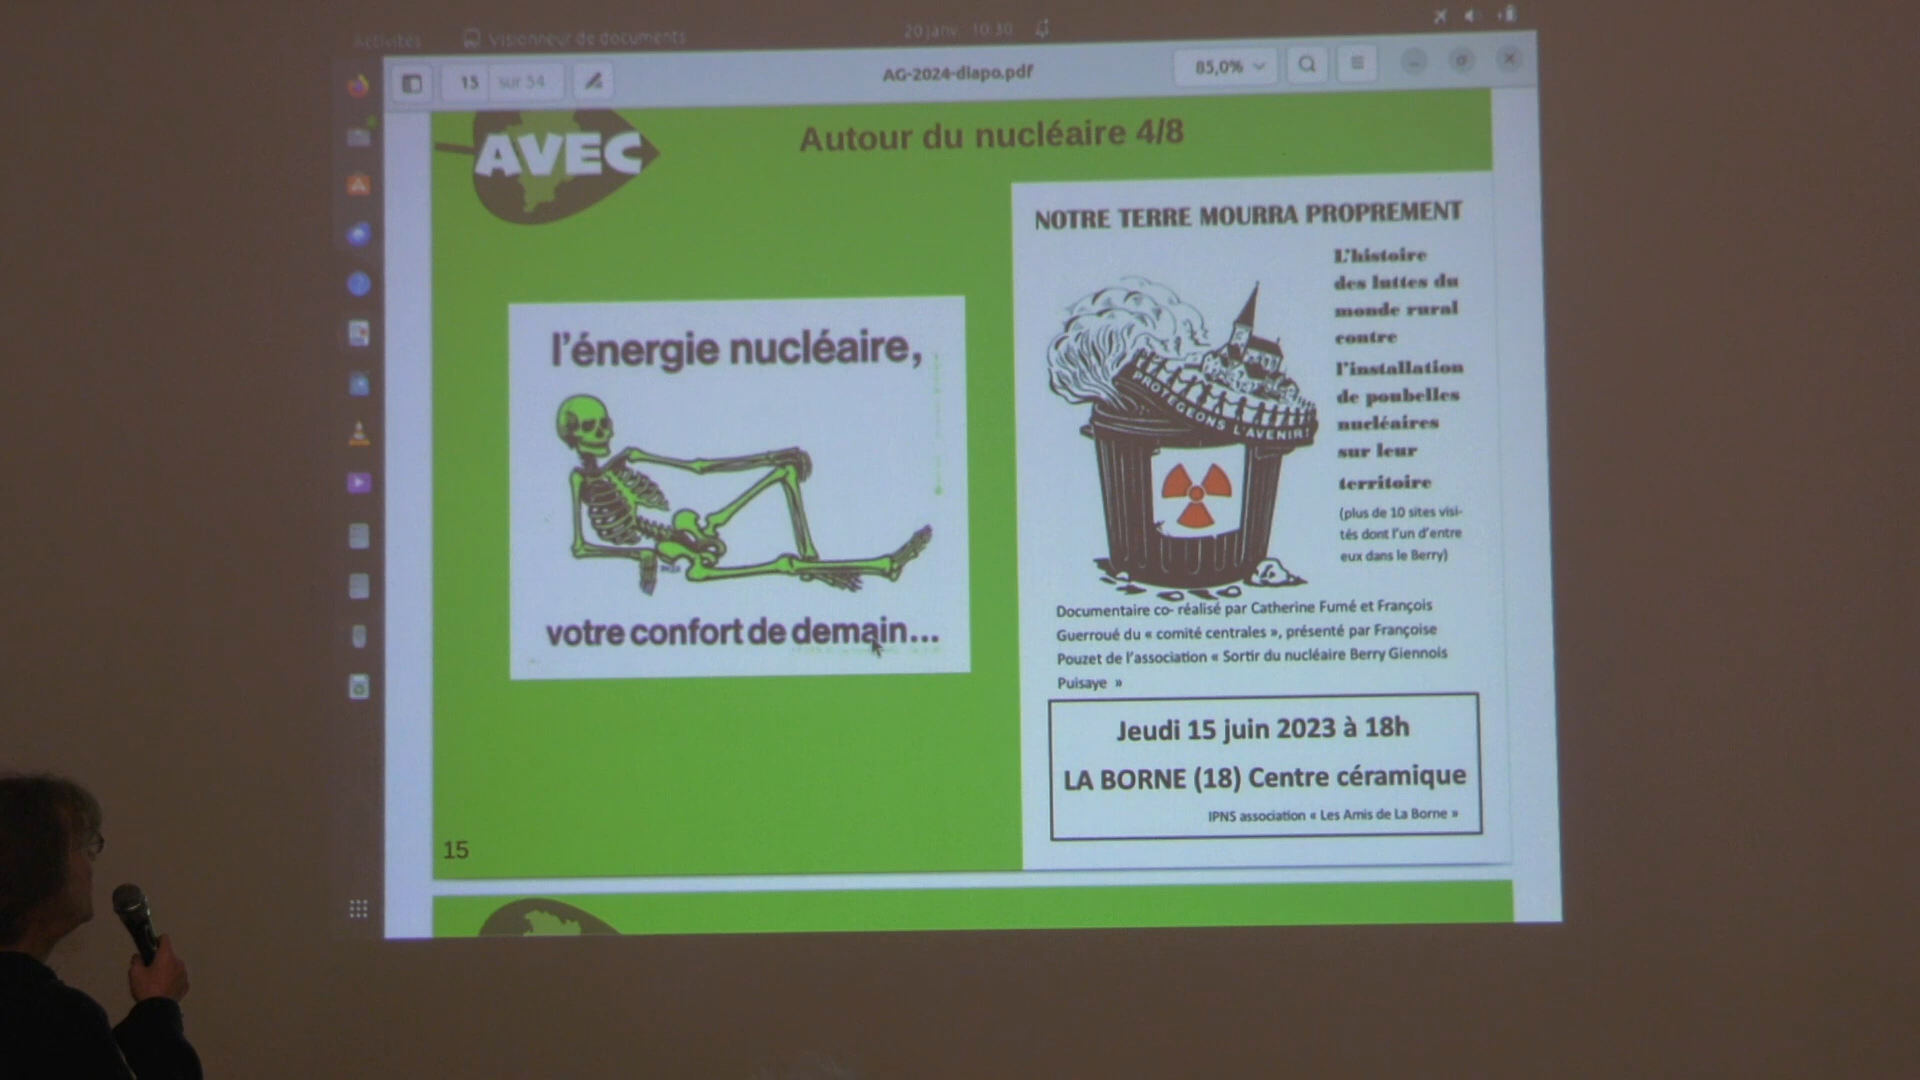 Activités
Visionneur de documents
20 janv. 10:30
15 sur 54
AG-2024-diapo.pdf
85,0%
AVEC
Autour du nucléaire 4/8
l'énergie nucléaire,
votre confort de demain...
NOTRE TERRE MOURRA PROPREMENT
L'histoire
des luttes du
monde rural
contre
l'installation
de poubelles
nucléaires
sur leur
territoire
(plus de 10 sites visi-
tés dont l'un d'entre
eux dans le Berry)
PROTÉGEONS L'AVENIR!
Documentaire co- réalisé par Catherine Fumé et François
Guerroué du « comité centrales », présenté par Françoise
Pouzet de l'association « Sortir du nucléaire Berry Giennois
Puisaye »
Jeudi 15 juin 2023 à 18h
LA BORNE (18) Centre céramique
IPNS association « Les Amis de La Borne »
15